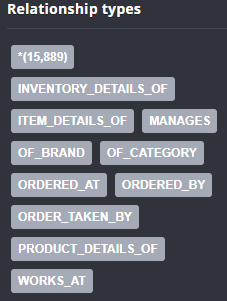 Relationship types
*(15,889)
INVENTORY_DETAILS_OF
ITEM_DETAILS_OF MANAGES
OF_BRAND OF_CATEGORY
ORDERED_AT ORDERED_BY
ORDER_TAKEN_BY
PRODUCT_DETAILS_OF
WORKS_AT